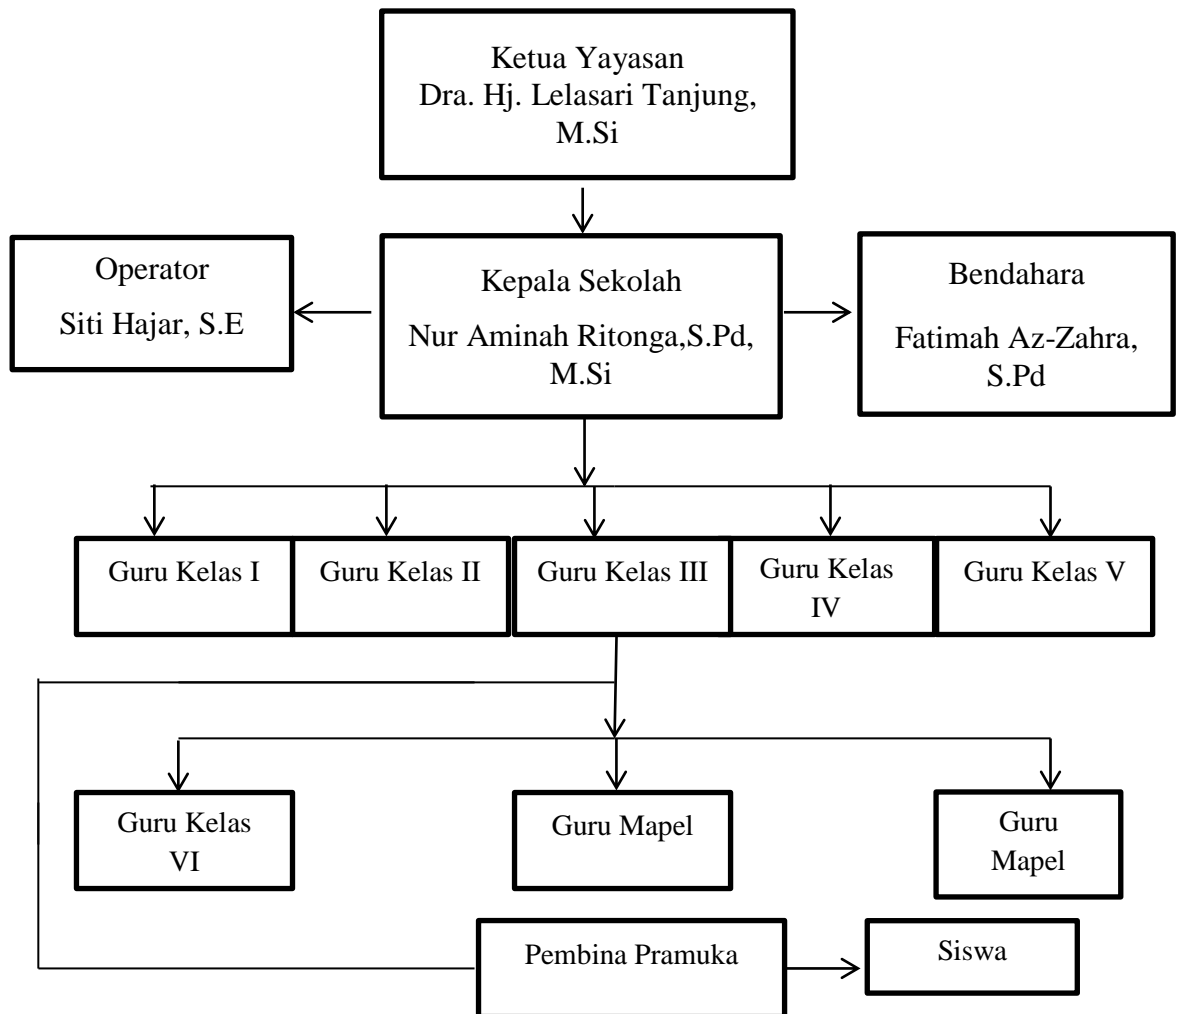 Ketua Yayasan
Dra. Hj. Lelasari Tanjung,
M.Si
Operator
Siti Hajar, S.E
Kepala Sekolah
Nur Aminah Ritonga,S.Pd,
M.Si
Bendahara
Fatimah Az-Zahra,
S.Pd
Guru Kelas I
Guru Kelas II
Guru Kelas III
Guru Kelas
IV
Guru Kelas V
Guru Kelas
VI
Guru Mapel
Guru
Mapel
Pembina Pramuka
Siswa